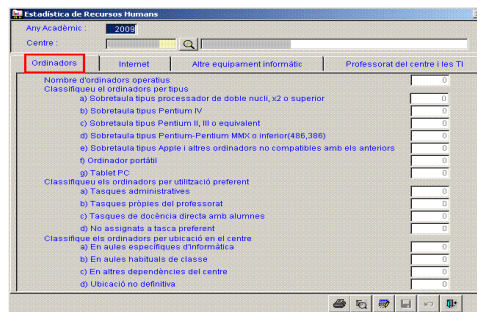 Estadística de Recursos Humans
Any Acadèmic : 2009
Centre :
Ordinadors Internet Altre equipament informàtic Professorat del centre i les TI
Nombre d'ordinadors operatius 0
Classifiqueu el ordinadors per tipus
a) Sobretaula tipus processador de doble nucli, x2 o superior 0
b) Sobretaula tipus Pentium IV 0
c) Sobretaula tipus Pentium II, III o equivalent 0
d) Sobretaula tipus Pentium-Pentium MMX o inferior(486,386) 0
e) Sobretaula tipus Apple i altres ordinadors no compatibles amb els anteriors 0
f) Ordinador portàtil 0
g) Tablet PC 0
Classifiqueu els ordinadors per utilització preferent
a) Tasques administratives 0
b) Tasques pròpies del professorat 0
c) Tasques de docència directa amb alumnes 0
d) No assignats a tasca preferent 0
Classifique els ordinadors per ubicació en el centre
a) En aules específiques d'informàtica 0
b) En aules habituals de classe 0
c) En altres dependències del centre 0
d) Ubicació no definitiva 0